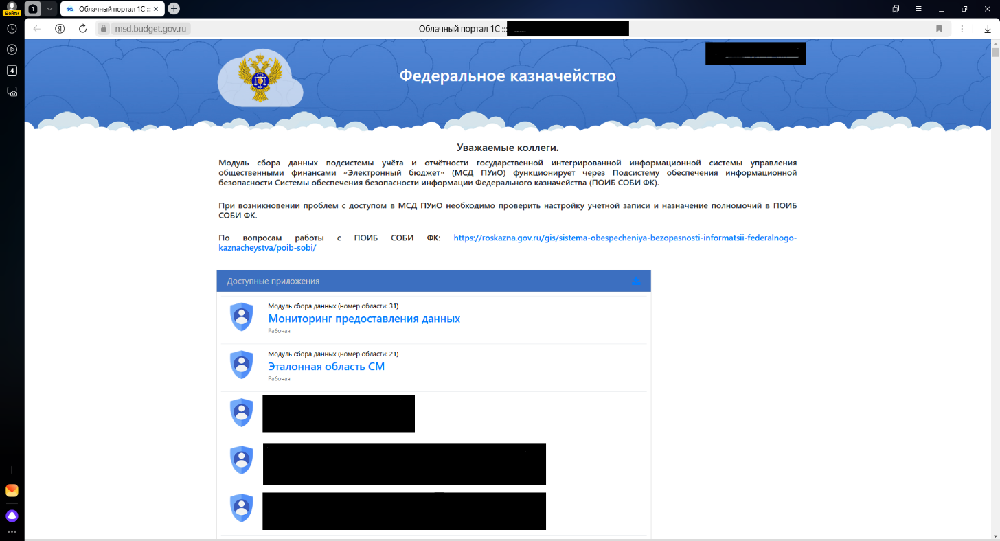 1
Облачный портал 1С ::
Войти
msd.budget.gov.ru
Облачный портал 1С :::
4
Федеральное казначейство
Уважаемые коллеги.
Модуль сбора данных подсистемы учёта и отчётности государственной интегрированной информационной системы управления
общественными финансами «Электронный бюджет» (МСД ПУиО) функционирует через Подсистему обеспечения информационной
безопасности Системы обеспечения безопасности информации Федерального казначейства (ПОИБ СОБИ ФК).
При возникновении проблем с доступом в МСД ПУиО необходимо проверить настройку учетной записи и назначение полномочий в ПОИБ
СОБИ ФК.
По вопросам работы с ПОИБ СОБИ ФК: https://roskazna.gov.ru/gis/sistema-obespecheniya-bezopasnosti-informatsii-federalnogo-
kaznacheystva/poib-sobi/
Доступные приложения
Модуль сбора данных (номер области: 31)
Мониторинг предоставления данных
Рабочая
Модуль сбора данных (номер области: 21)
Эталонная область СМ
Рабочая